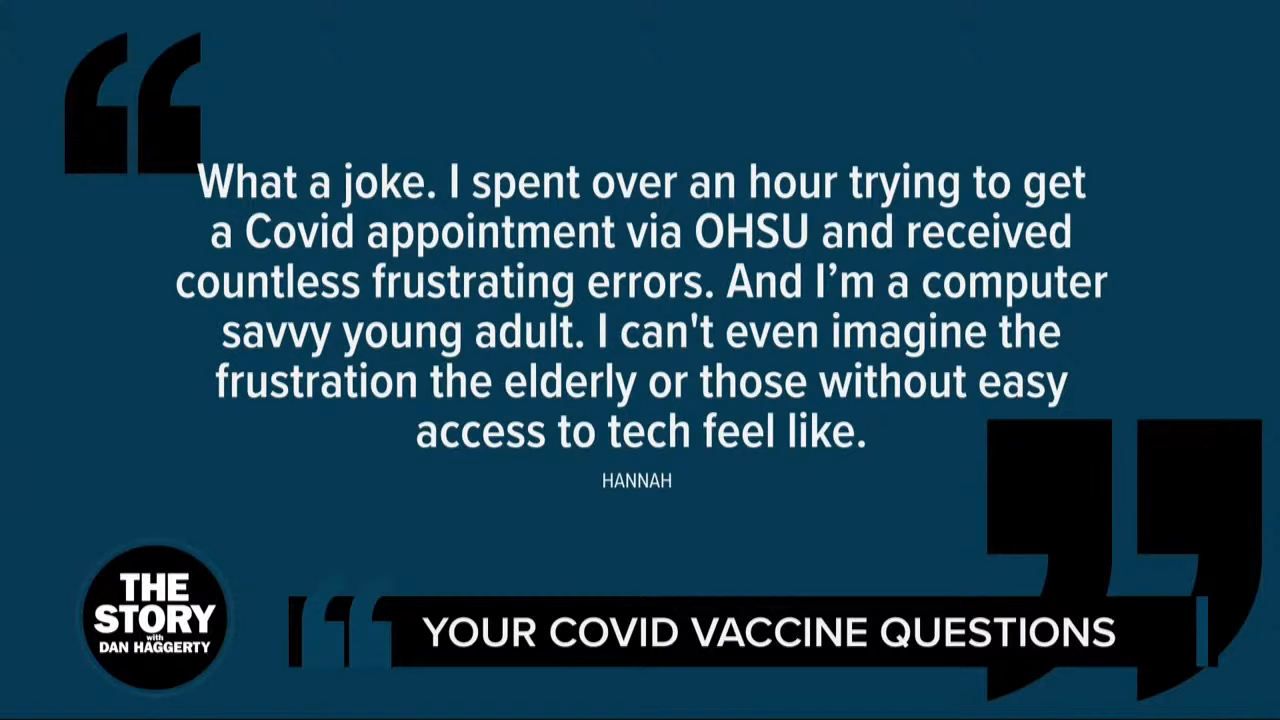 What a joke. I spent over an hour trying to get
a Covid appointment via OHSU and received
countless frustrating errors. And I’m a computer
savvy young adult. I can't even imagine the
frustration the elderly or those without easy
access to tech feel like.
HANNAH
THE
STORY
with
DAN HAGGERTY
YOUR COVID VACCINE QUESTIONS